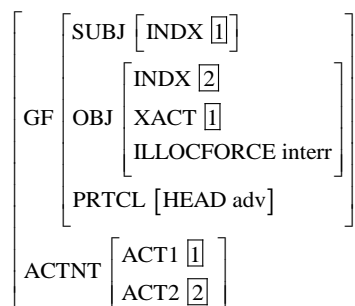 SUBJ [INDX 1]
INDX 2
GF OBJ XACT 1
ILLOCFORCE interr
PRTCL [HEAD adv]
ACTNT ACT1 1
ACT2 2